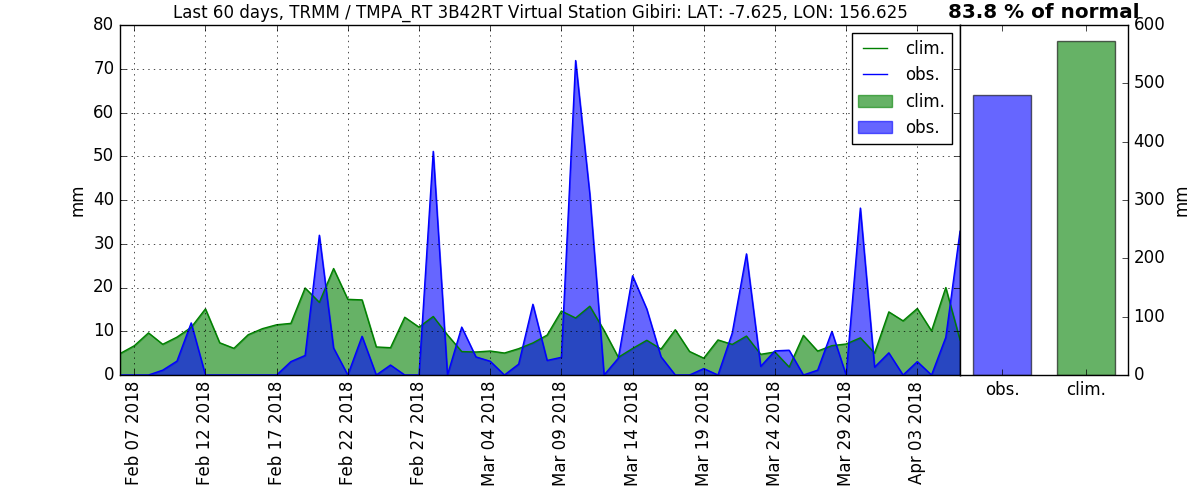 Last 60 days, TRMM / TMPA_RT 3B42RT Virtual Station Gibiri: LAT: -7.625, LON: 156.625
83.8 % of normal
80
70
60
50
40
30
20
10
0
mm
clim.
obs.
clim.
obs.
600
500
400
300
200
100
0
mm
Feb 07 2018
Feb 12 2018
Feb 17 2018
Feb 22 2018
Feb 27 2018
Mar 04 2018
Mar 09 2018
Mar 14 2018
Mar 19 2018
Mar 24 2018
Mar 29 2018
Apr 03 2018
obs.
clim.